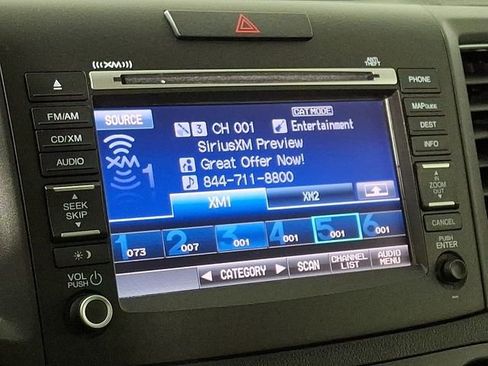 ((XM))
ANTI THEFT
PHONE
FM/AM
CD/XM
AUDIO
SEEK
SKIP
VOL
PUSH
MAP GUIDE
DEST
INFO
IN
ZOOM
OUT
CANCEL
PUSH
ENTER
SOURCE
CAT MODE
3 CH 001 Entertainment
SiriusXM Preview
Great Offer Now!
844-711-8800
XM 1
XM1 XM2
1 073 2 007 3 001 4 001 5 001 6 001
◄ CATEGORY ► SCAN CHANNEL LIST AUDIO MENU